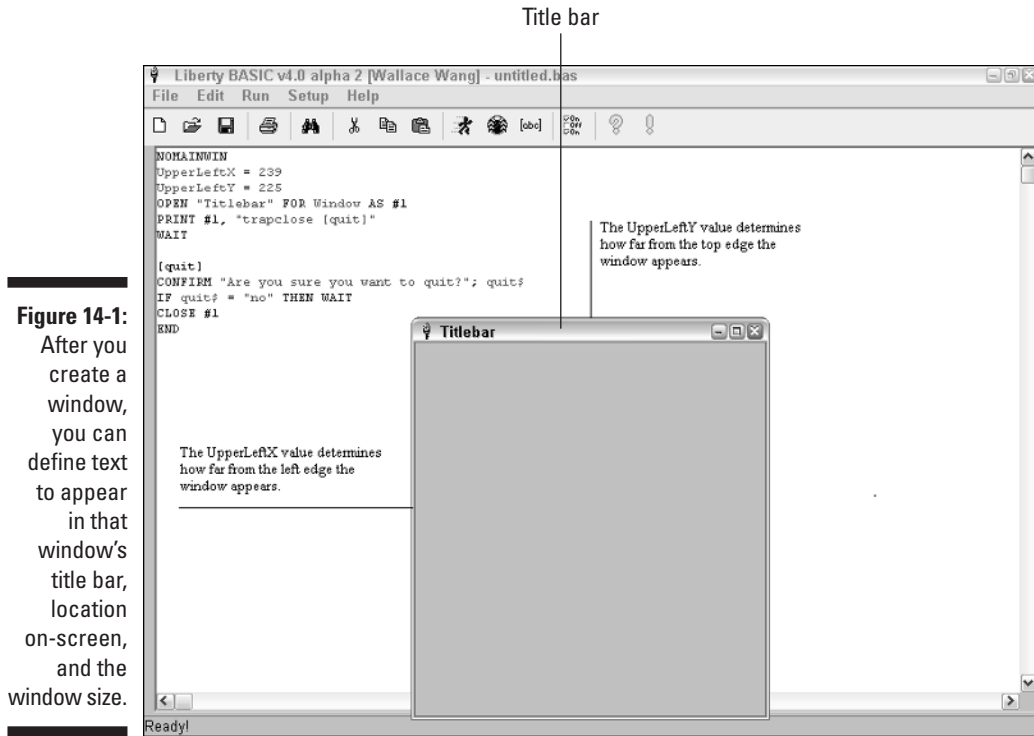 Title bar
Liberty BASIC v4.0 alpha 2 [Wallace Wang] - untitled.bas
File Edit Run Setup Help
[abc]
On
Off
On
NOMAINWIN
UpperLeftX = 239
UpperLeftY = 225
OPEN "Titlebar" FOR Window AS #1
PRINT #1, "trapclose [quit]"
WAIT
[quit]
CONFIRM "Are you sure you want to quit?"; quit$
IF quit$ = "no" THEN WAIT
CLOSE #1
END
The UpperLeftY value determines
how far from the top edge the
window appears.
Titlebar
The UpperLeftX value determines
how far from the left edge the
window appears.
Ready!
Figure 14-1:
After you
create a
window,
you can
define text
to appear
in that
window's
title bar,
location
on-screen,
and the
window size.